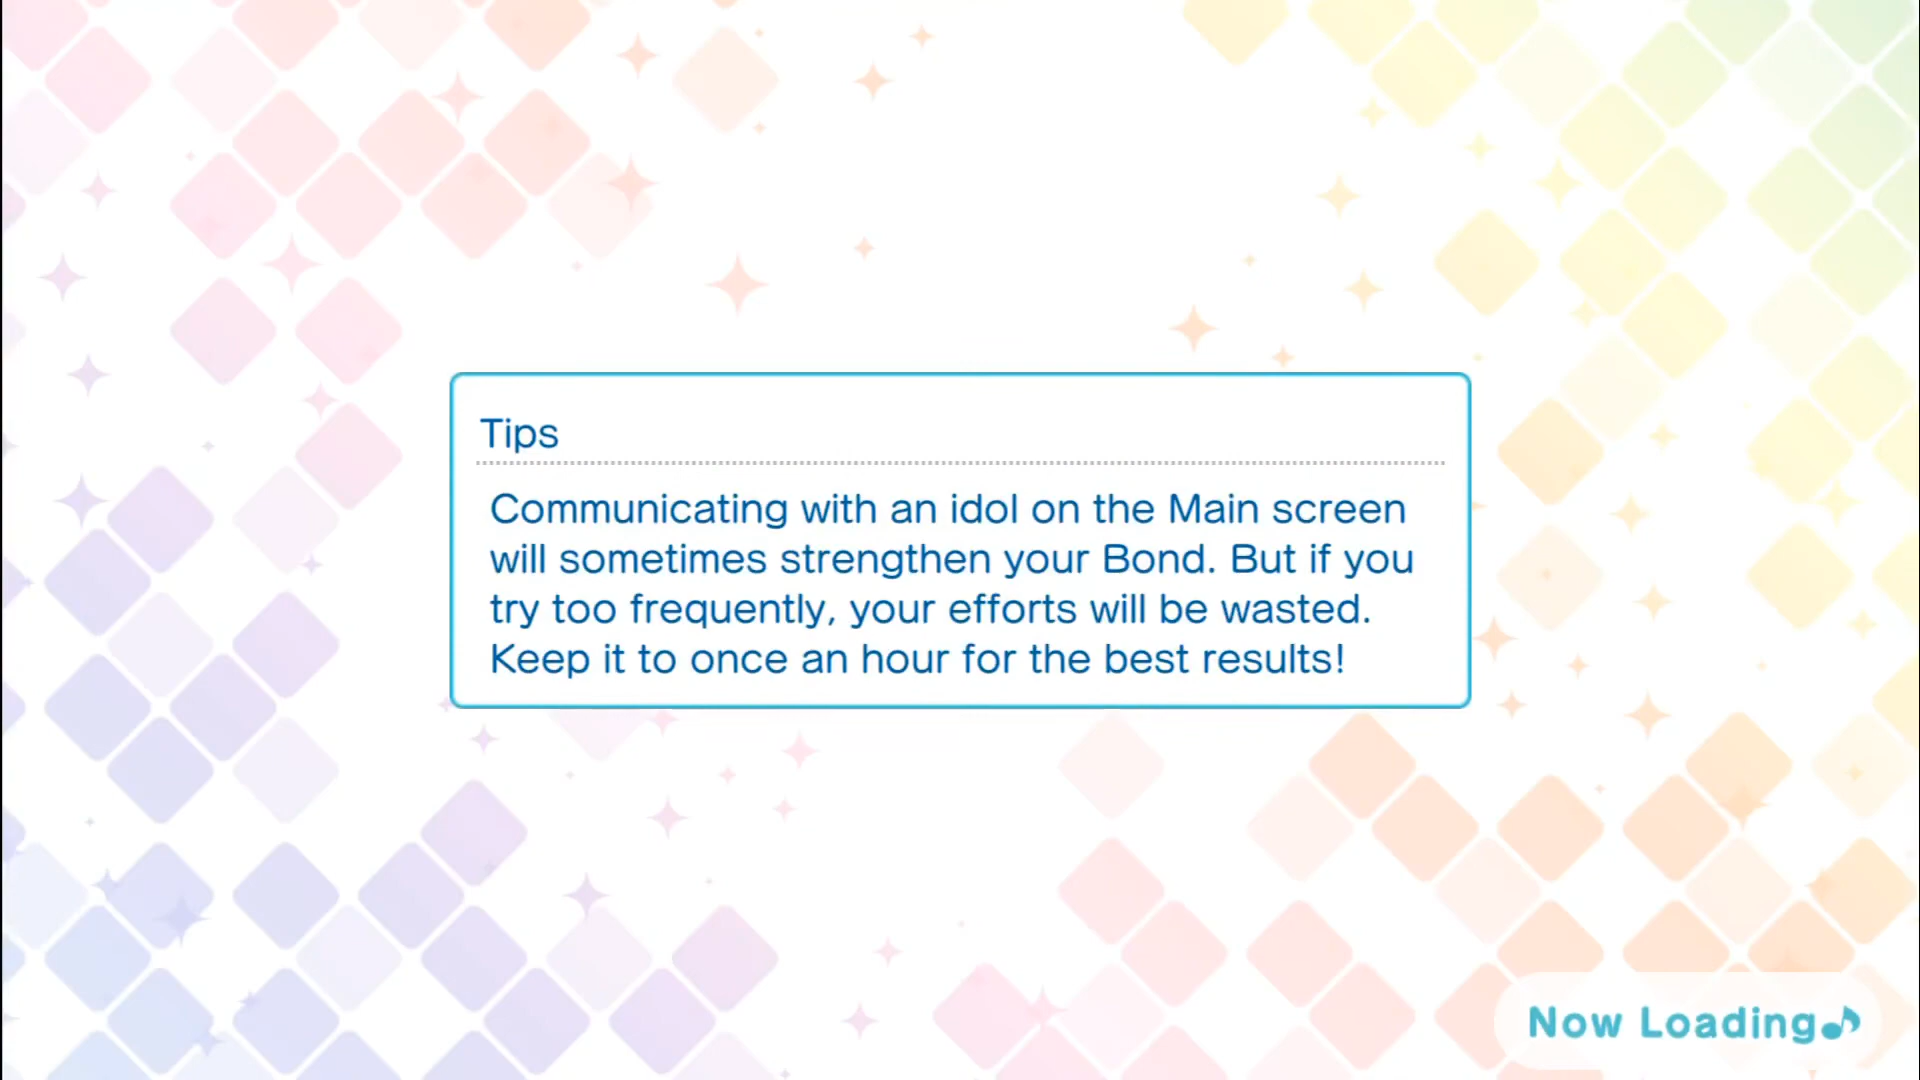 Tips
Communicating with an idol on the Main screen
will sometimes strengthen your Bond. But if you
try too frequently, your efforts will be wasted.
Keep it to once an hour for the best results!
Now Loading♪